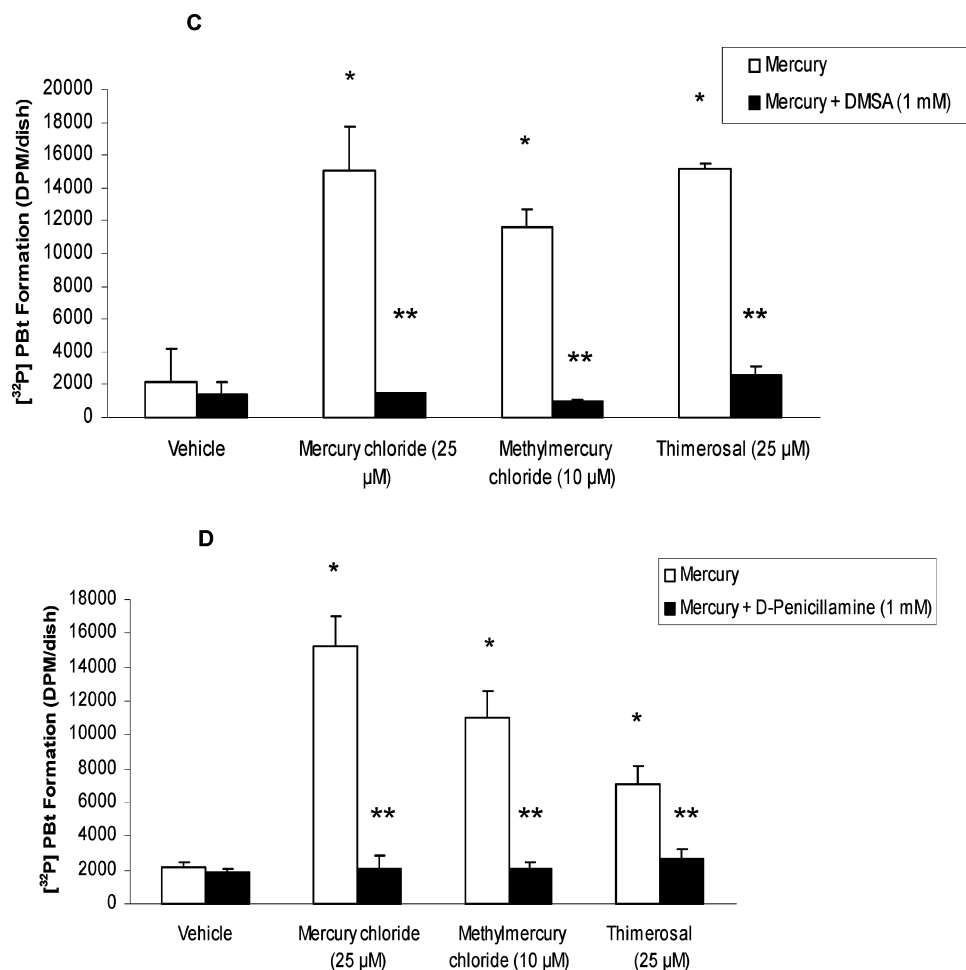 C
Mercury
Mercury + DMSA (1 mM)
[³²P] PBt Formation (DPM/dish)
20000
18000
16000
14000
12000
10000
8000
6000
4000
2000
0
*
*
*
**
**
**
Vehicle
Mercury chloride (25
µM)
Methylmercury
chloride (10 µM)
Thimerosal (25 µM)
D
Mercury
Mercury + D-Penicillamine (1 mM)
[³²P] PBt Formation (DPM/dish)
18000
16000
14000
12000
10000
8000
6000
4000
2000
0
*
*
*
**
**
**
Vehicle
Mercury chloride
(25 µM)
Methylmercury
chloride (10 µM)
Thimerosal
(25 µM)